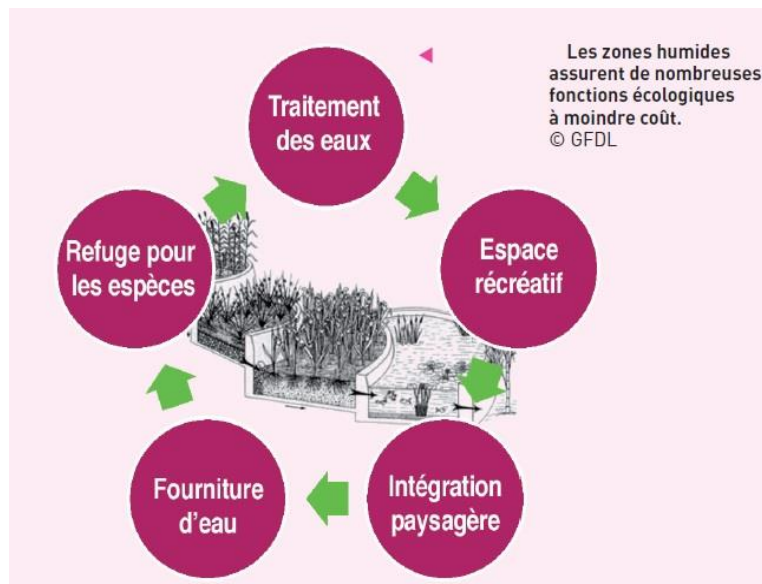 Les zones humides
assurent de nombreuses
fonctions écologiques
à moindre coût.
© GFDL
Traitement
des eaux
Espace
récréatif
Intégration
paysagère
Fourniture
d'eau
Refuge pour
les espèces